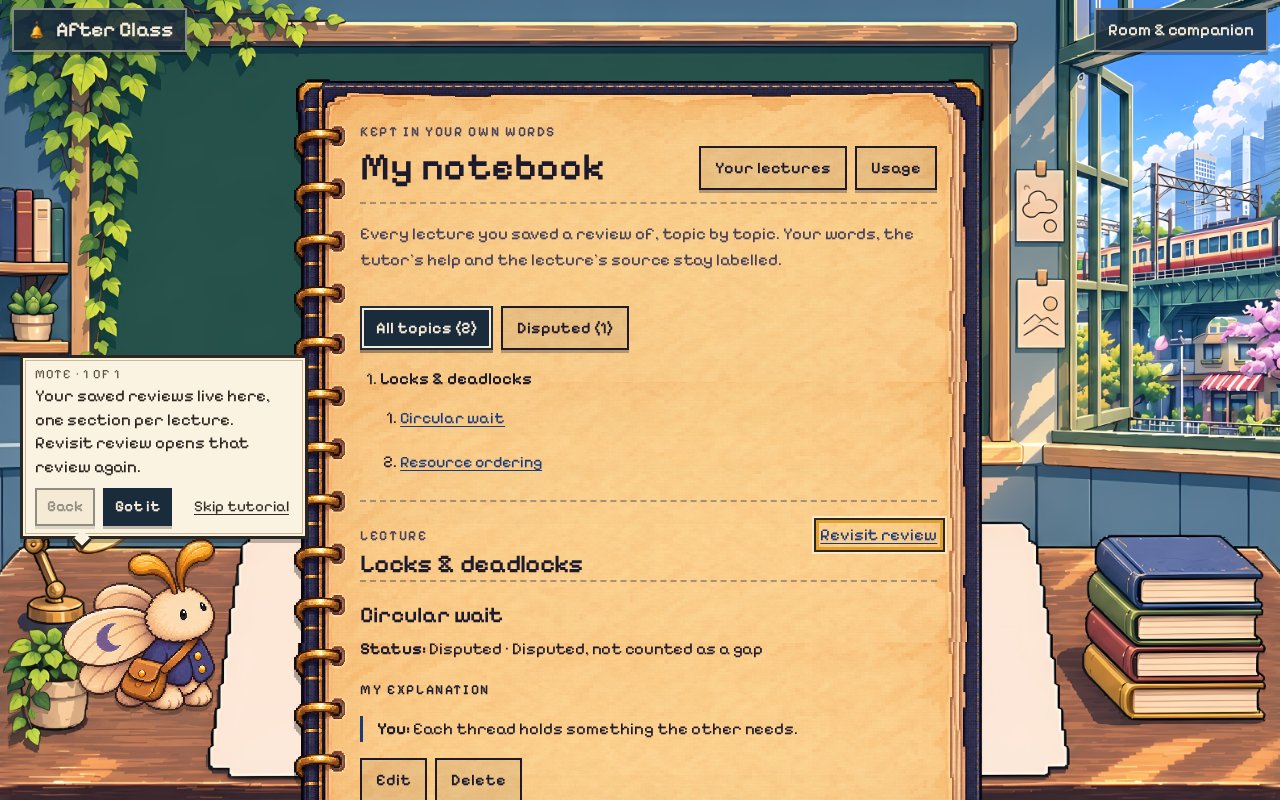 After Class
Room & companion
KEPT IN YOUR OWN WORDS
My notebook
Your lectures
Usage
Every lecture you saved a review of, topic by topic. Your words, the
tutor's help and the lecture's source stay labelled.
All topics (2)
Disputed (1)
1. Locks & deadlocks
1. Circular wait
2. Resource ordering
MOTE · 1 OF 1
Your saved reviews live here,
one section per lecture.
Revisit review opens that
review again.
Back
Got it
Skip tutorial
LECTURE
Revisit review
Locks & deadlocks
Circular wait
Status: Disputed · Disputed, not counted as a gap
MY EXPLANATION
You: Each thread holds something the other needs.
Edit
Delete